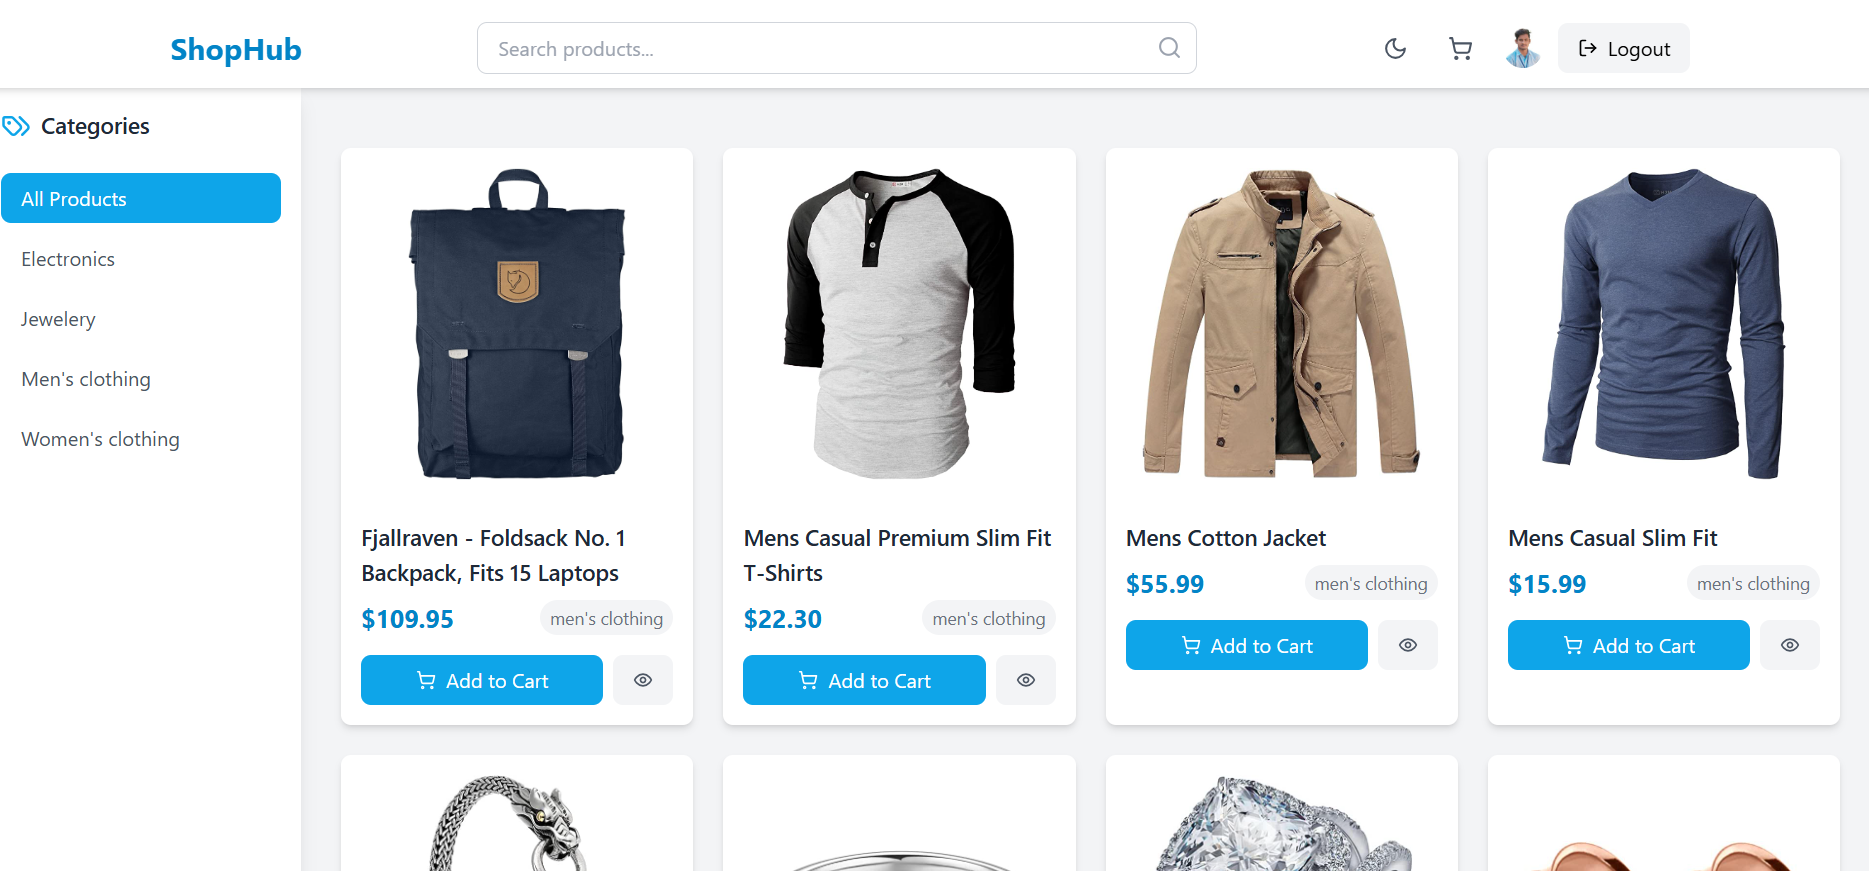 ShopHub
Search products...
Logout
Categories
All Products
Electronics
Jewelery
Men's clothing
Women's clothing
Fjallraven - Foldsack No. 1
Backpack, Fits 15 Laptops
$109.95
men's clothing
Add to Cart
Mens Casual Premium Slim Fit
T-Shirts
$22.30
men's clothing
Add to Cart
Mens Cotton Jacket
$55.99
men's clothing
Add to Cart
Mens Casual Slim Fit
$15.99
men's clothing
Add to Cart